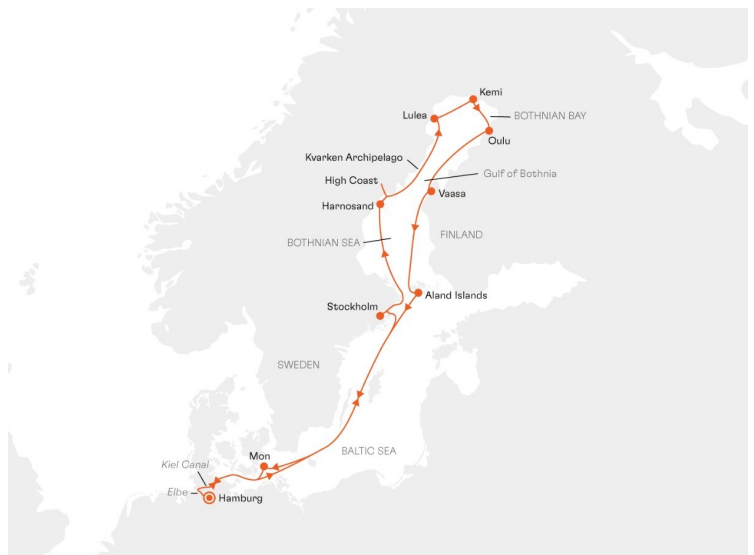 Kemi
Lulea
BOTHNIAN BAY
Oulu
Kvarken Archipelago
Gulf of Bothnia
High Coast
Vaasa
Harnosand
FINLAND
BOTHNIAN SEA
Aland Islands
Stockholm
SWEDEN
BALTIC SEA
Mon
Kiel Canal
Elbe
Hamburg